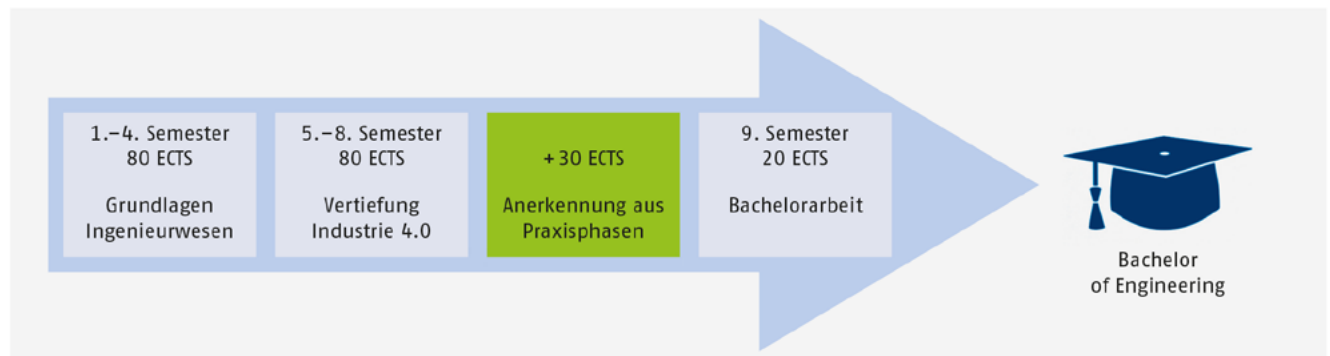 1.–4. Semester
80 ECTS
Grundlagen
Ingenieurwesen
5.–8. Semester
80 ECTS
Vertiefung
Industrie 4.0
+ 30 ECTS
Anerkennung aus
Praxisphasen
9. Semester
20 ECTS
Bachelorarbeit
Bachelor
of Engineering